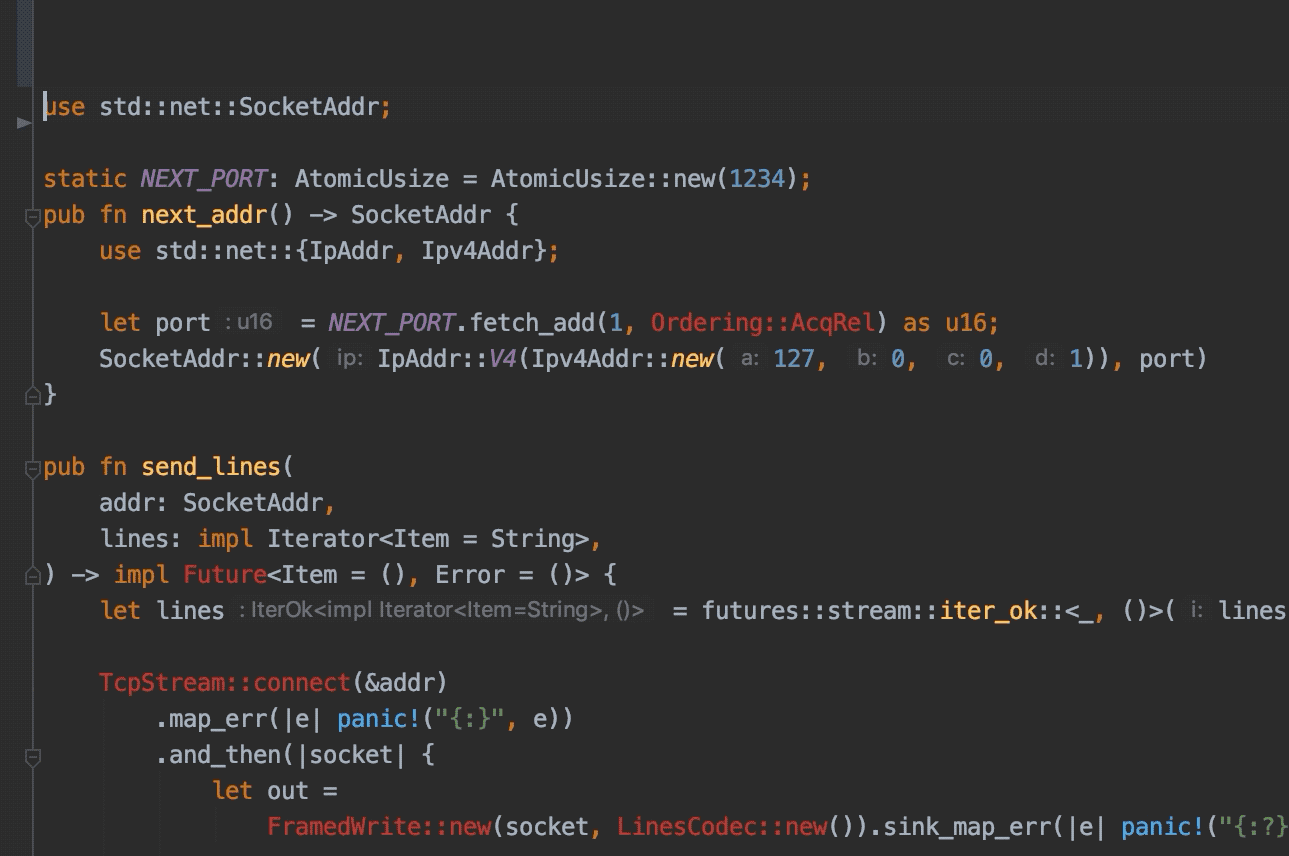 use std::net::SocketAddr;
static NEXT_PORT: AtomicUsize = AtomicUsize::new(1234);
pub fn next_addr() -> SocketAddr {
use std::net::{IpAddr, Ipv4Addr};
let port : u16 = NEXT_PORT.fetch_add(1, Ordering::AcqRel) as u16;
SocketAddr::new( ip: IpAddr::V4(Ipv4Addr::new( a: 127, b: 0, c: 0, d: 1)), port)
}
pub fn send_lines(
addr: SocketAddr,
lines: impl Iterator<Item = String>,
) -> impl Future<Item = (), Error = ()> {
let lines : IterOk<impl Iterator<Item=String>, ()> = futures::stream::iter_ok::<_, ()>( i: lines
TcpStream::connect(&addr)
.map_err(|e| panic!("{:}", e))
.and_then(|socket| {
let out =
FramedWrite::new(socket, LinesCodec::new()).sink_map_err(|e| panic!("{:?}